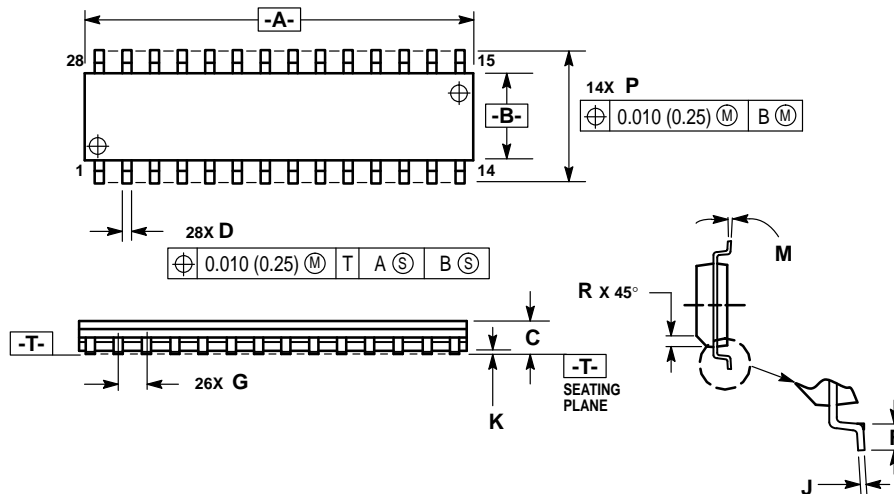 -A-
28
15
14X P
⌖ 0.010 (0.25) Ⓜ B Ⓜ
-B-
1
14
28X D
⌖ 0.010 (0.25) Ⓜ T A Ⓢ B Ⓢ
M
R X 45°
-T-
C
26X G
-T-
SEATING
PLANE
K
J